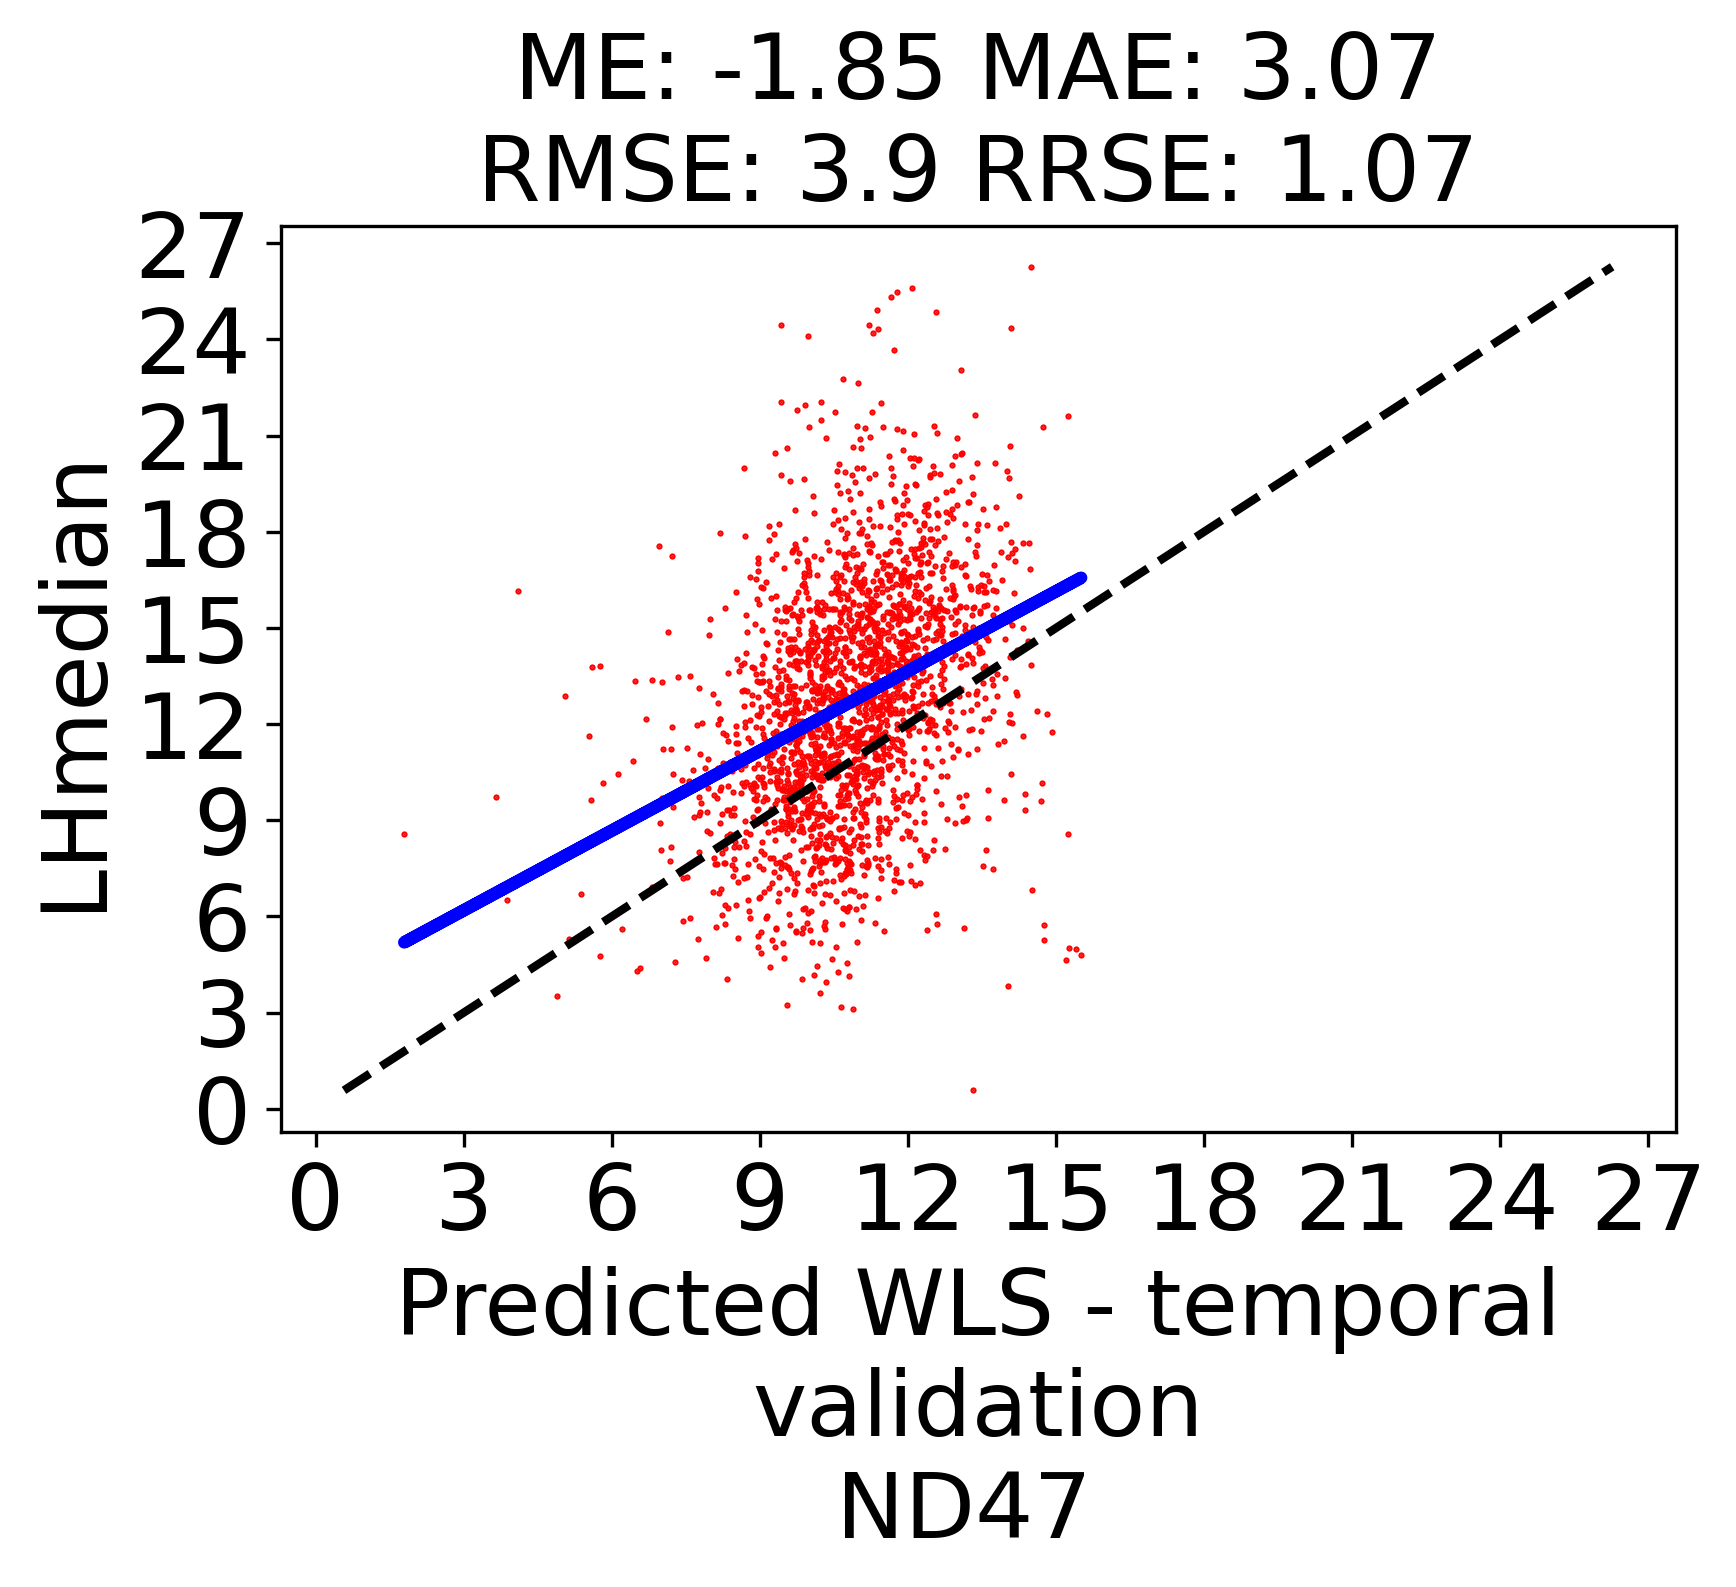 ME: -1.85 MAE: 3.07
RMSE: 3.9 RRSE: 1.07
27
24
21
18
15
12
9
6
3
0
LHmedian
0 3 6 9 12 15 18 21 24 27
Predicted WLS - temporal
validation
ND47